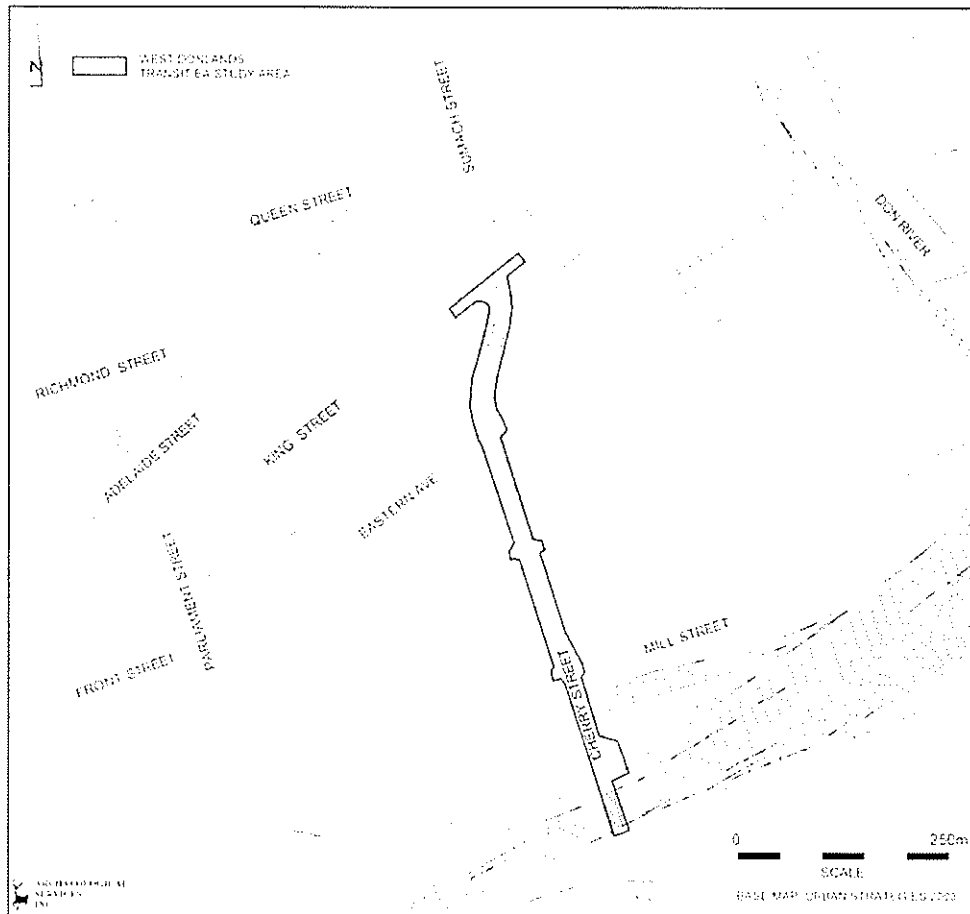 N
WEST DONLANDS
TRANSIT EA STUDY AREA
SUMACH STREET
QUEEN STREET
DON RIVER
RICHMOND STREET
ADELAIDE STREET
KING STREET
EASTERN AVE
PARLIAMENT STREET
FRONT STREET
MILL STREET
CHERRY STREET
0 250m
SCALE
BASE MAP: URBAN STRATEGIES
ARCHAEOLOGICAL
SERVICES
INC.